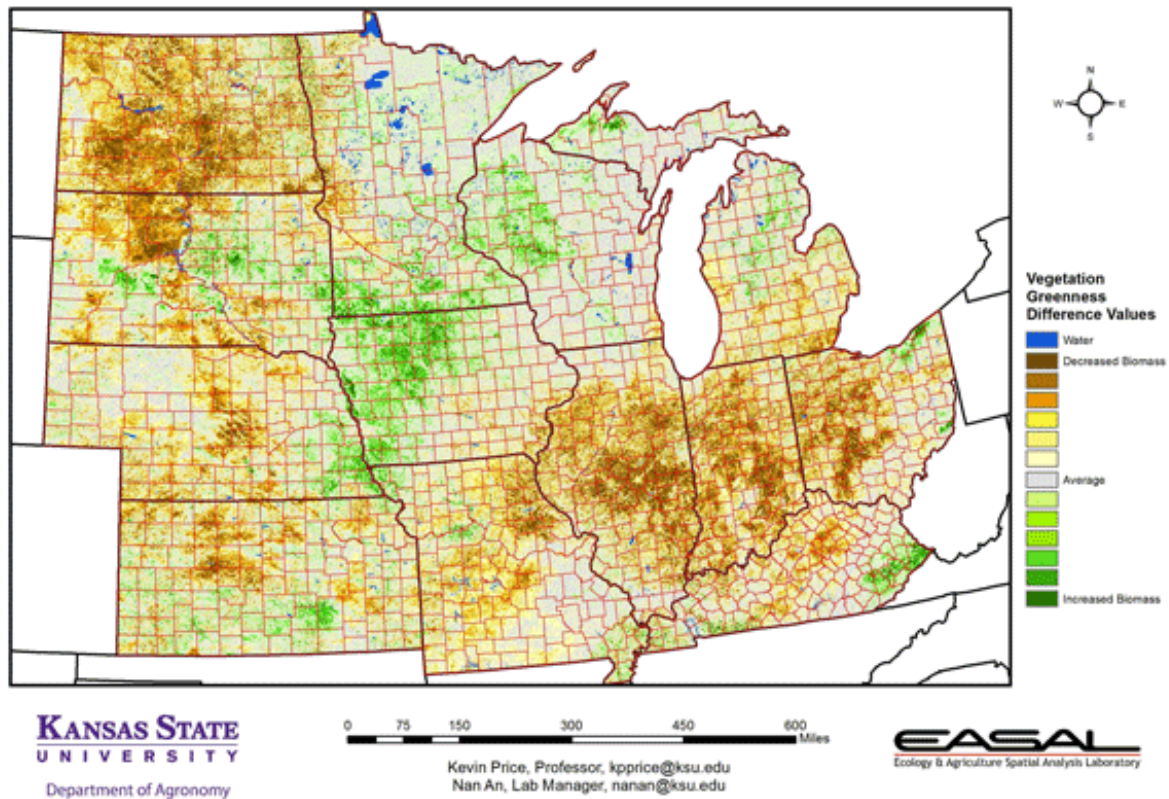 N
W E
S
Vegetation
Greenness
Difference Values
Water
Decreased Biomass
Average
Increased Biomass
KANSAS STATE
UNIVERSITY
Department of Agronomy
0 75 150 300 450 600
Miles
Kevin Price, Professor, kpprice@ksu.edu
Nan An, Lab Manager, nanan@ksu.edu
EASAL
Ecology & Agriculture Spatial Analysis Laboratory